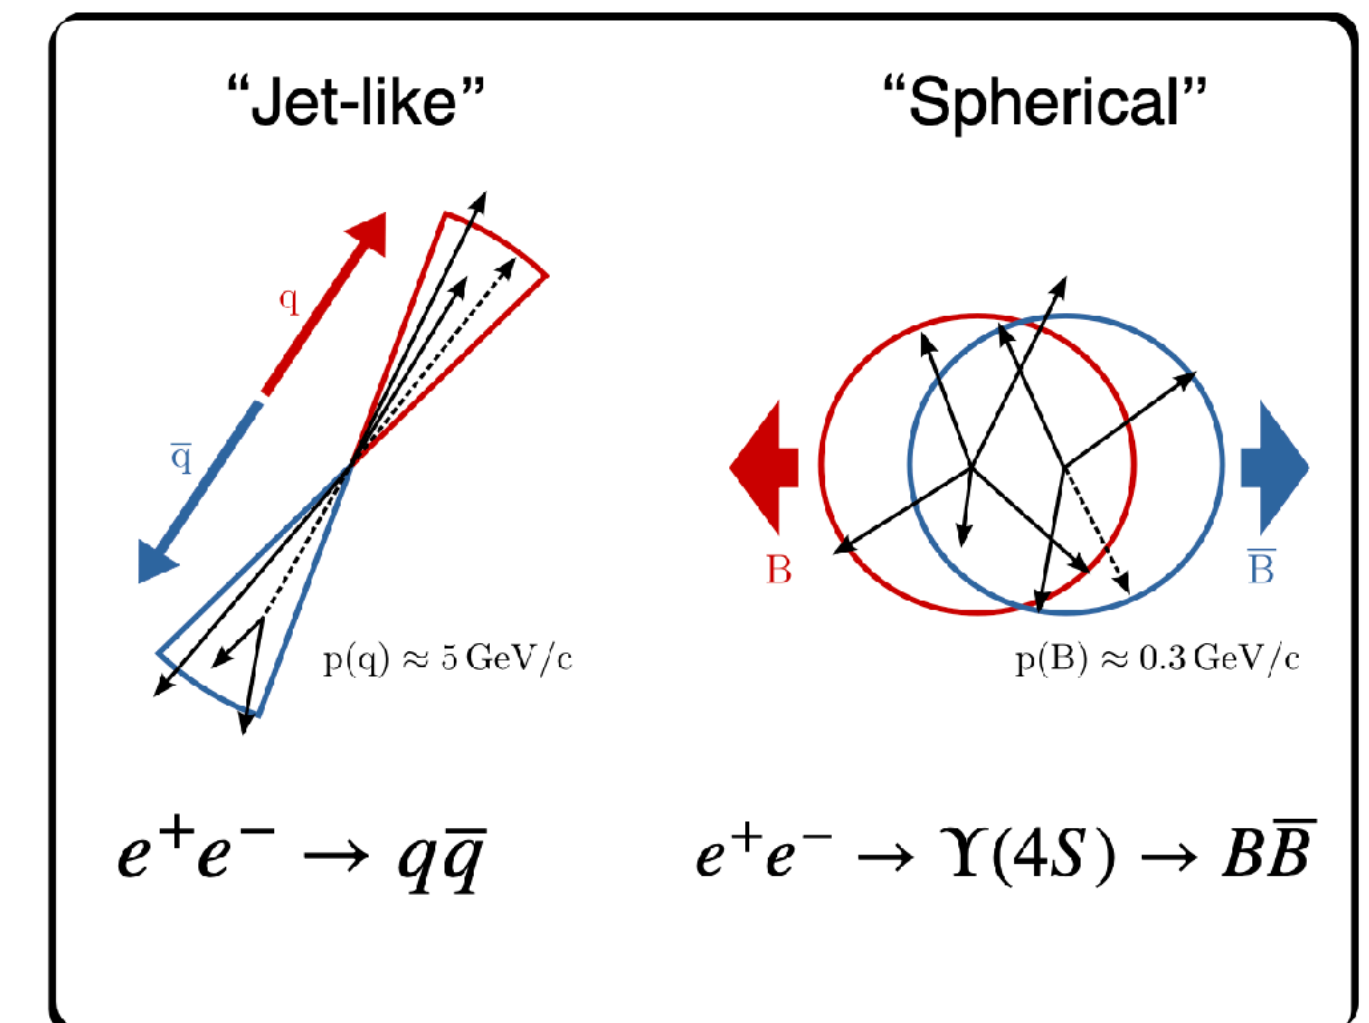 “Jet-like”
“Spherical”
q
q̅
B
B̅
p(q) ≈ 5 GeV/c
p(B) ≈ 0.3 GeV/c
e⁺e⁻ → qq̅
e⁺e⁻ → ϒ(4S) → BB̅